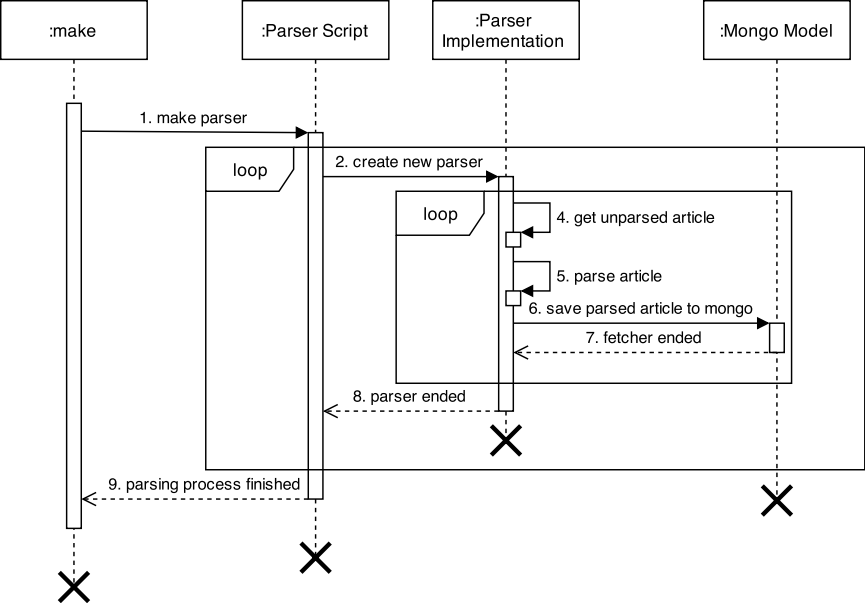 :make
:Parser Script
:Parser
Implementation
:Mongo Model
1. make parser
loop
2. create new parser
loop
4. get unparsed article
5. parse article
6. save parsed article to mongo
7. fetcher ended
8. parser ended
9. parsing process finished